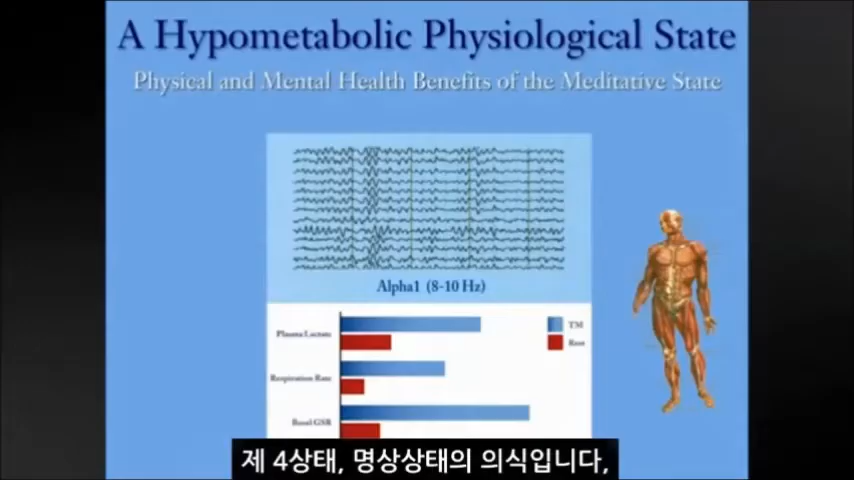 A Hypometabolic Physiological State
Physical and Mental Health Benefits of the Meditative State
Alpha1 (8-10 Hz)
Plasma Lactate
TM
Rest
Respiration Rate
Basal GSR
제 4상태, 명상상태의 의식입니다,